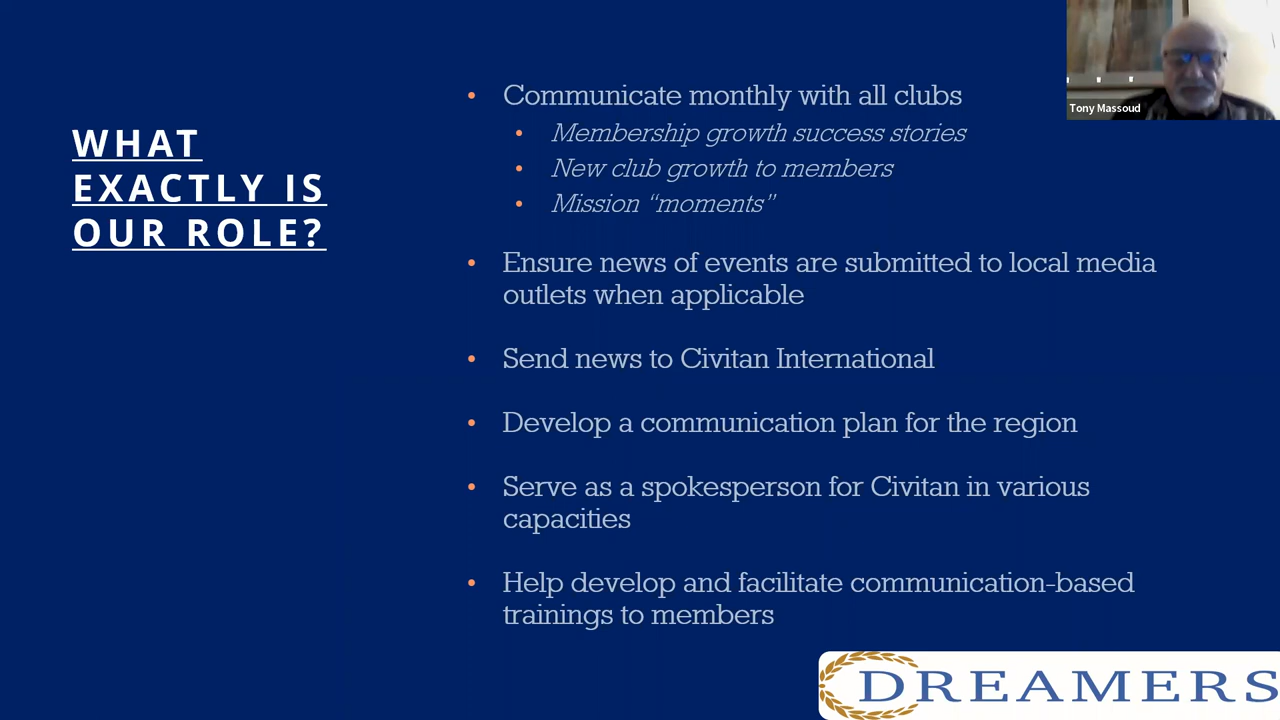 WHAT
EXACTLY IS
OUR ROLE?
• Communicate monthly with all clubs
• Membership growth success stories
• New club growth to members
• Mission “moments”
• Ensure news of events are submitted to local media
outlets when applicable
• Send news to Civitan International
• Develop a communication plan for the region
• Serve as a spokesperson for Civitan in various
capacities
• Help develop and facilitate communication-based
trainings to members
Tony Massoud
DREAMERS